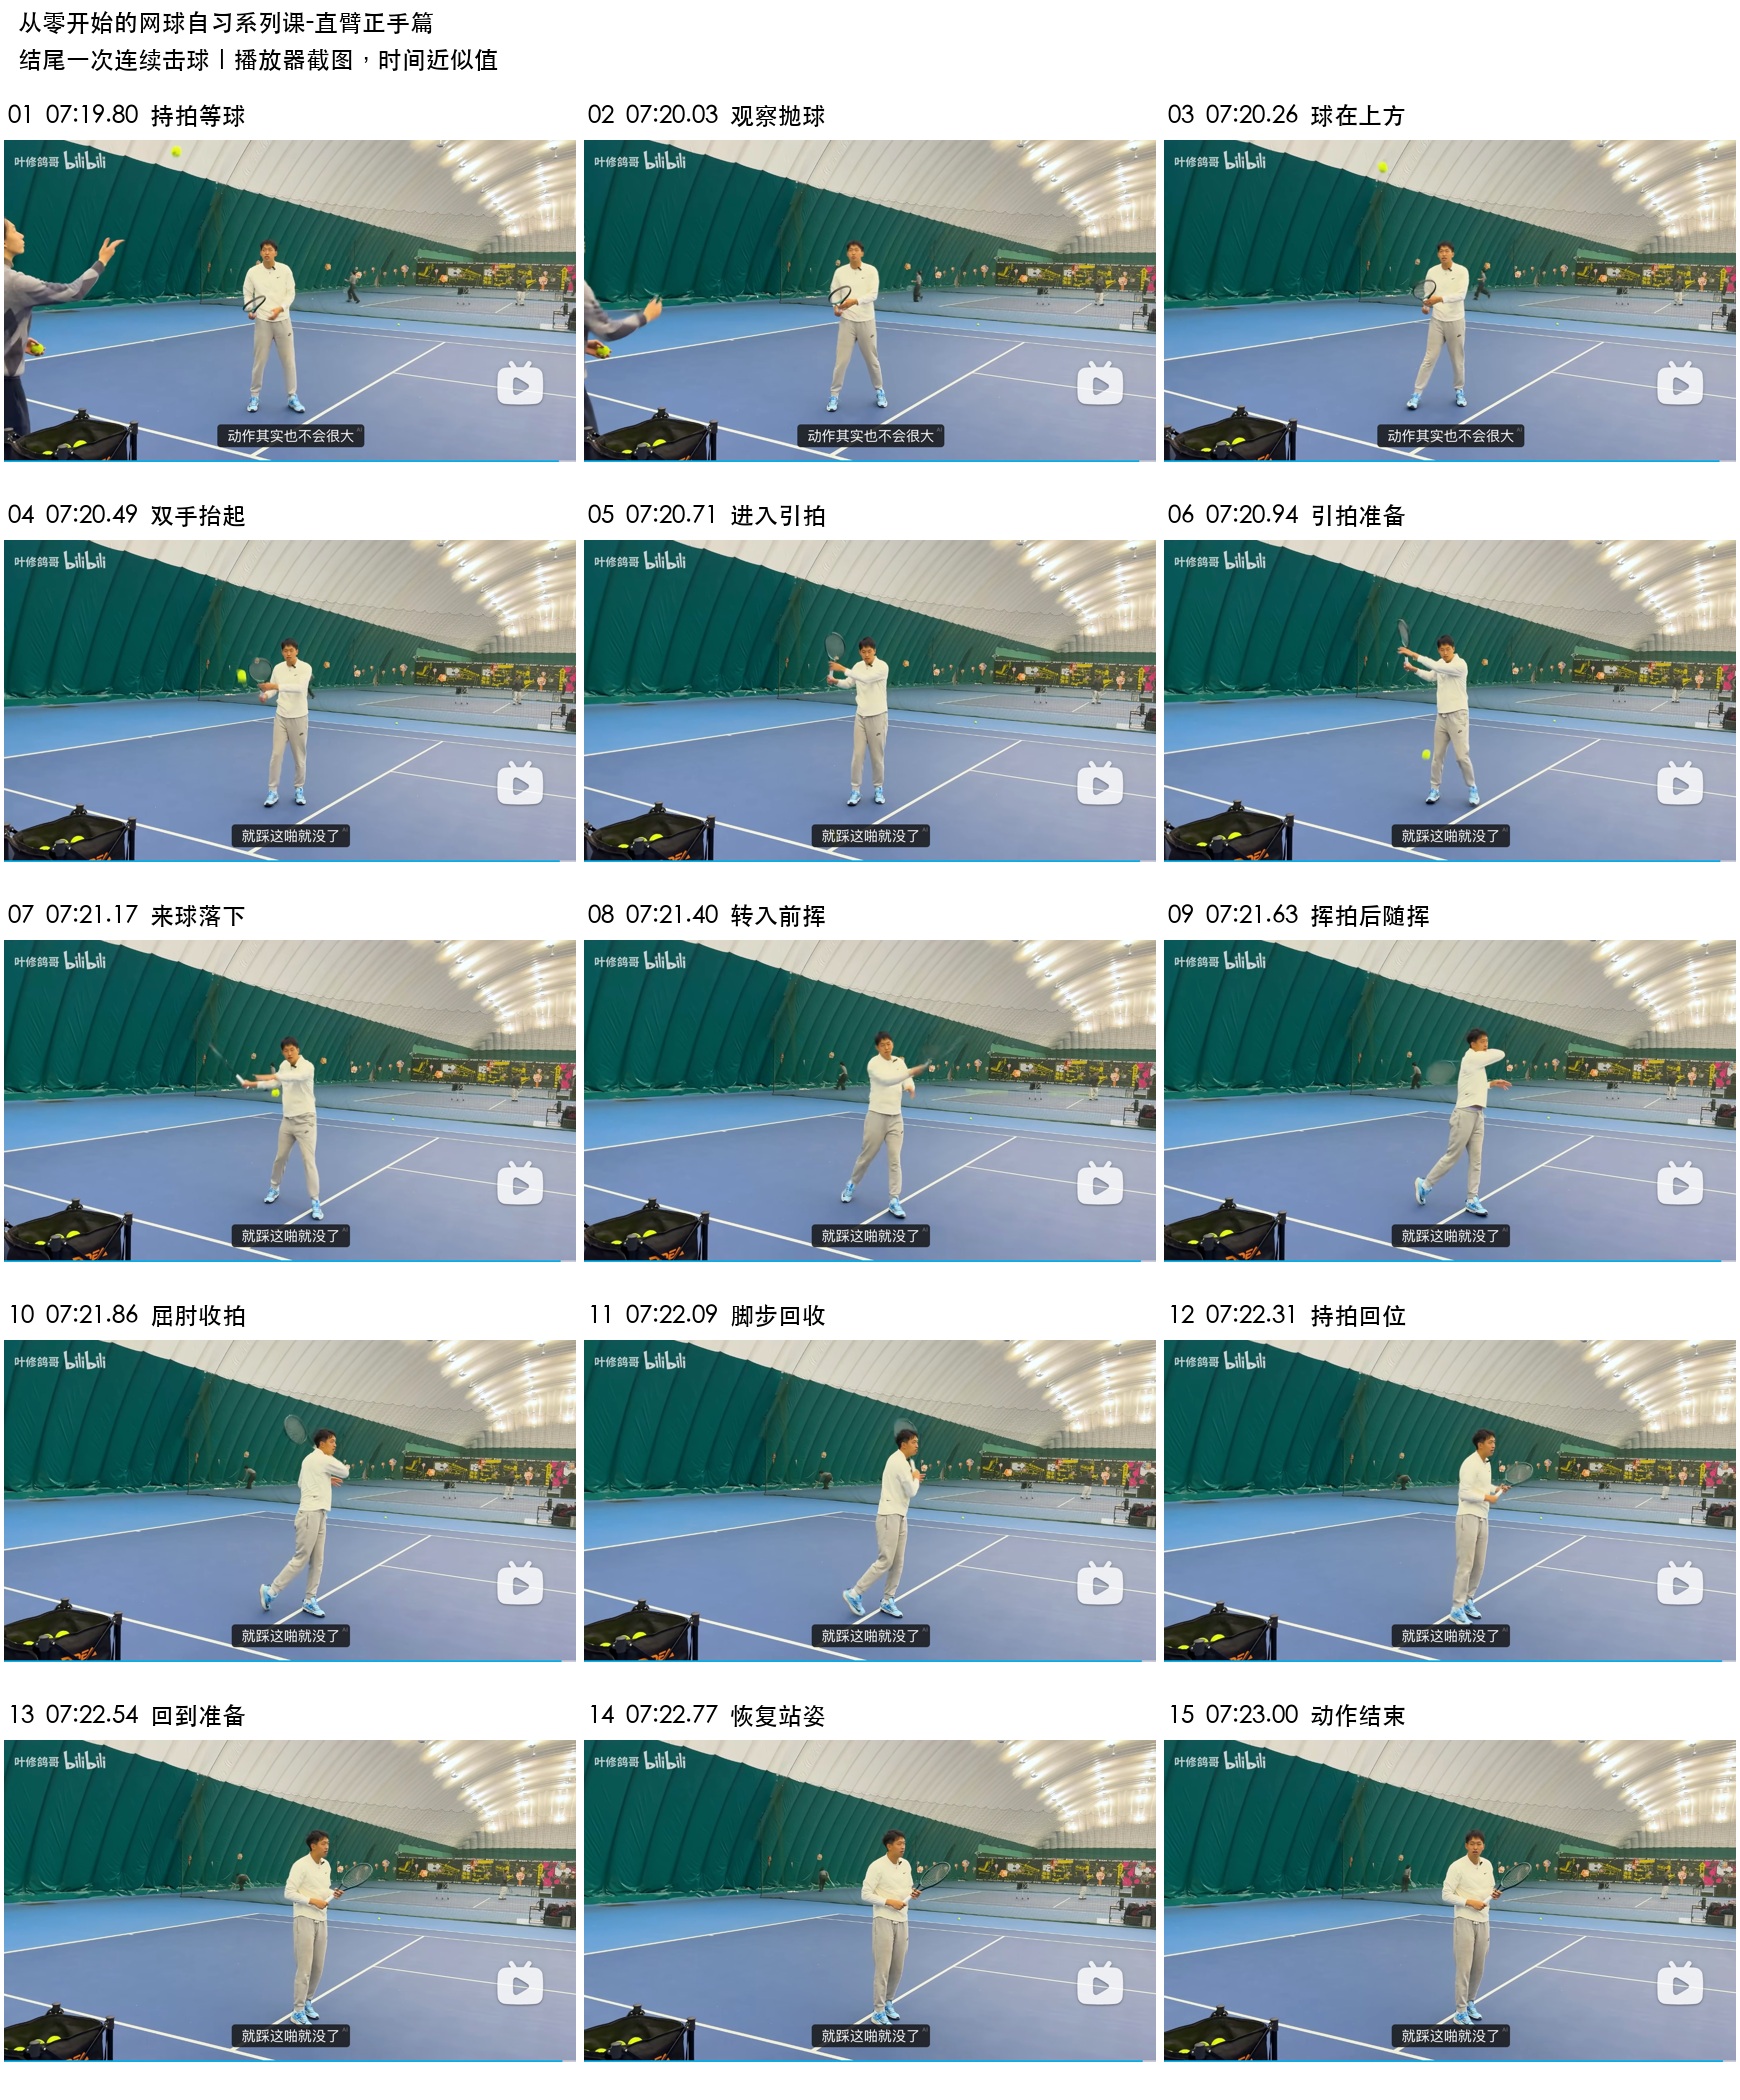 从零开始的网球自习系列课-直臂正手篇
结尾一次连续击球｜播放器截图，时间近似值
01 07:19.80 持拍等球
02 07:20.03 观察抛球
03 07:20.26 球在上方
叶修鸽哥 bilibili
叶修鸽哥 bilibili
叶修鸽哥 bilibili
动作其实也不会很大
动作其实也不会很大
动作其实也不会很大
04 07:20.49 双手抬起
05 07:20.71 进入引拍
06 07:20.94 引拍准备
叶修鸽哥 bilibili
叶修鸽哥 bilibili
叶修鸽哥 bilibili
就踩这啪就没了
就踩这啪就没了
就踩这啪就没了
07 07:21.17 来球落下
08 07:21.40 转入前挥
09 07:21.63 挥拍后随挥
叶修鸽哥 bilibili
叶修鸽哥 bilibili
叶修鸽哥 bilibili
就踩这啪就没了
就踩这啪就没了
就踩这啪就没了
10 07:21.86 屈肘收拍
11 07:22.09 脚步回收
12 07:22.31 持拍回位
叶修鸽哥 bilibili
叶修鸽哥 bilibili
叶修鸽哥 bilibili
就踩这啪就没了
就踩这啪就没了
就踩这啪就没了
13 07:22.54 回到准备
14 07:22.77 恢复站姿
15 07:23.00 动作结束
叶修鸽哥 bilibili
叶修鸽哥 bilibili
叶修鸽哥 bilibili
就踩这啪就没了
就踩这啪就没了
就踩这啪就没了